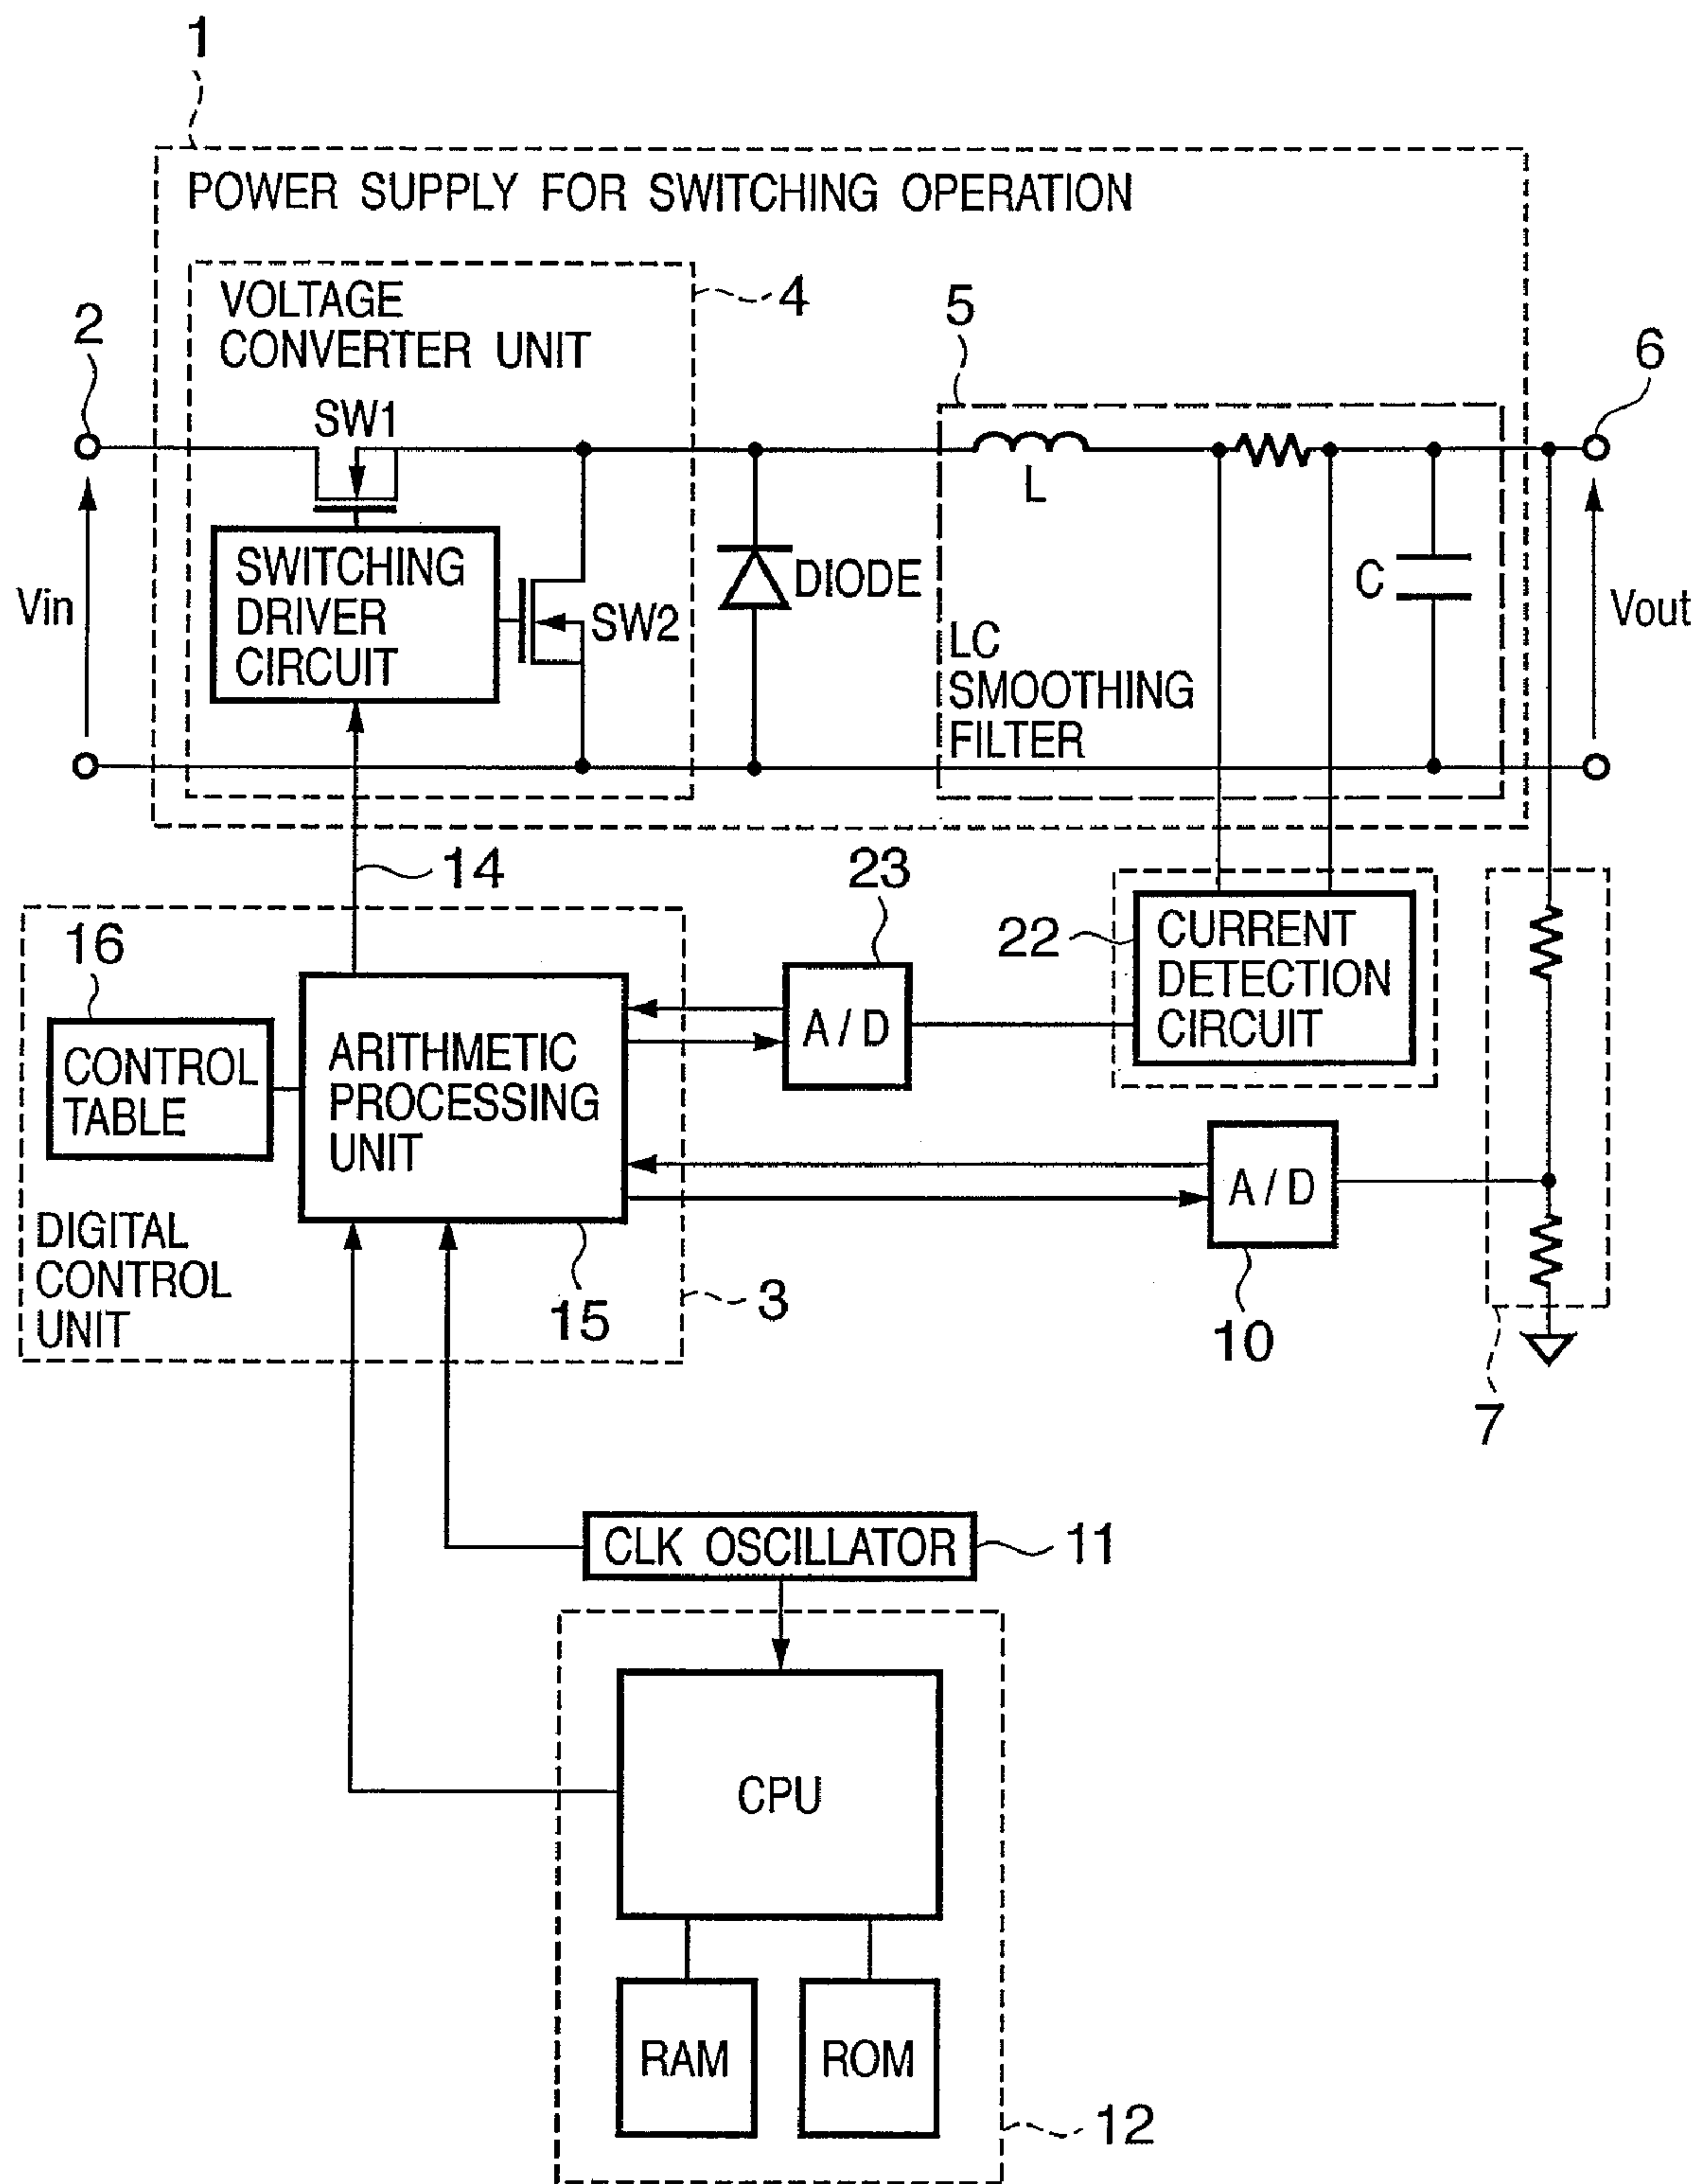 1
POWER SUPPLY FOR SWITCHING OPERATION
VOLTAGE
CONVERTER UNIT
4
2
5
6
SW1
L
SWITCHING
DRIVER
CIRCUIT
SW2
DIODE
C
Vin
Vout
LC
SMOOTHING
FILTER
14
23
16
22
CURRENT
DETECTION
CIRCUIT
A/D
CONTROL
TABLE
ARITHMETIC
PROCESSING
UNIT
A/D
DIGITAL
CONTROL
UNIT
15
3
10
7
CLK OSCILLATOR
11
CPU
RAM
ROM
12